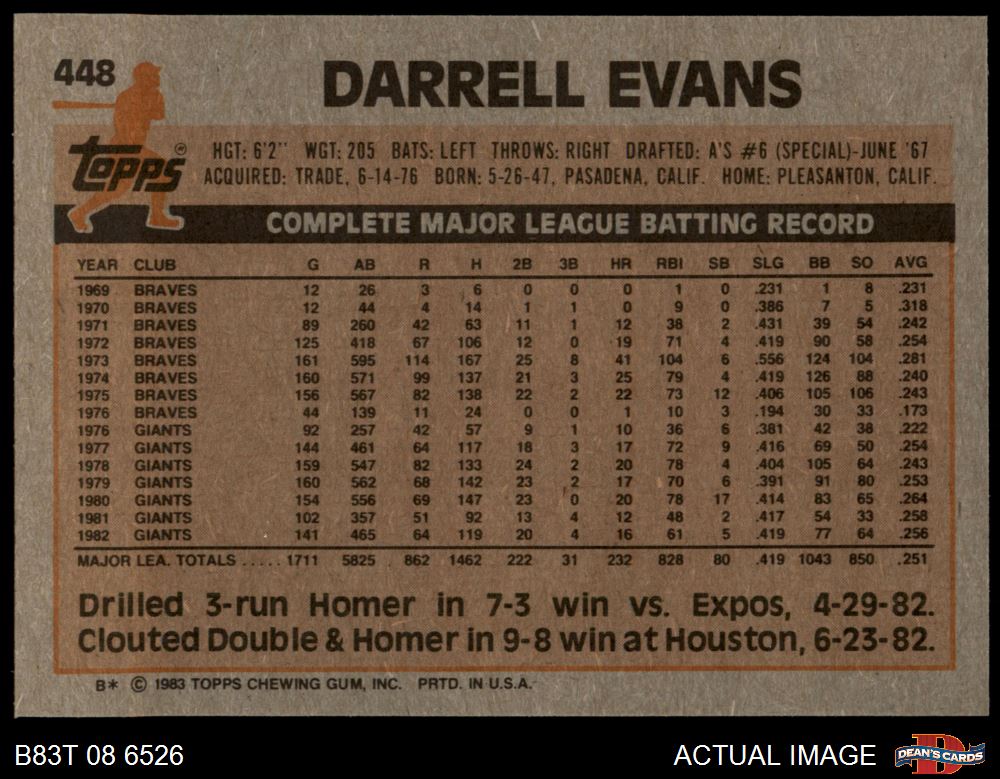 448
DARRELL EVANS
Topps®
HGT: 6'2" WGT: 205 BATS: LEFT THROWS: RIGHT DRAFTED: A'S #6 (SPECIAL)-JUNE '67
ACQUIRED: TRADE, 6-14-76 BORN: 5-26-47, PASADENA, CALIF. HOME: PLEASANTON, CALIF.
COMPLETE MAJOR LEAGUE BATTING RECORD
YEAR CLUB G AB R H 2B 3B HR RBI SB SLG BB SO AVG
1969 BRAVES 12 26 3 6 0 0 0 1 0 .231 1 8 .231
1970 BRAVES 12 44 4 14 1 1 0 9 0 .386 7 5 .318
1971 BRAVES 89 260 42 63 11 1 12 38 2 .431 39 54 .242
1972 BRAVES 125 418 67 106 12 0 19 71 4 .419 90 58 .254
1973 BRAVES 161 595 114 167 25 8 41 104 6 .556 124 104 .281
1974 BRAVES 160 571 99 137 21 3 25 79 4 .419 126 88 .240
1975 BRAVES 156 567 82 138 22 2 22 73 12 .406 105 106 .243
1976 BRAVES 44 139 11 24 0 0 1 10 3 .194 30 33 .173
1976 GIANTS 92 257 42 57 9 1 10 36 6 .381 42 38 .222
1977 GIANTS 144 461 64 117 18 3 17 72 9 .416 69 50 .254
1978 GIANTS 159 547 82 133 24 2 20 78 4 .404 105 64 .243
1979 GIANTS 160 562 68 142 23 2 17 70 6 .391 91 80 .253
1980 GIANTS 154 556 69 147 23 0 20 78 17 .414 83 65 .264
1981 GIANTS 102 357 51 92 13 4 12 48 2 .417 54 33 .258
1982 GIANTS 141 465 64 119 20 4 16 61 5 .419 77 64 .256
MAJOR LEA. TOTALS ..... 1711 5825 862 1462 222 31 232 828 80 .419 1043 850 .251
Drilled 3-run Homer in 7-3 win vs. Expos, 4-29-82.
Clouted Double & Homer in 9-8 win at Houston, 6-23-82.
B* © 1983 TOPPS CHEWING GUM, INC. PRTD. IN U.S.A.
B83T 08 6526
ACTUAL IMAGE
B
DEAN'S CARDS